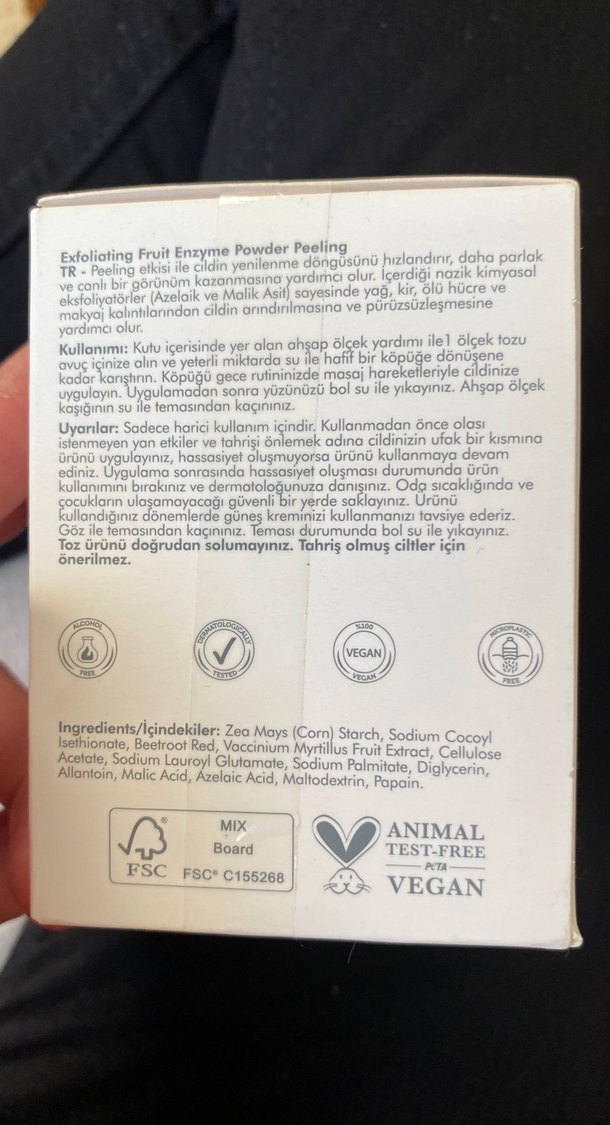 Exfoliating Fruit Enzyme Powder Peeling
TR - Peeling etkisi ile cildin yenilenme döngüsünü hızlandırır, daha parlak
ve canlı bir görünüm kazanmasına yardımcı olur. İçerdiği nazik kimyasal
eksfoliyatörler (Azelaik ve Malik Asit) sayesinde yağ, kir, ölü hücre ve
makyaj kalıntılarından cildin arındırılmasına ve pürüzsüzleşmesine
yardımcı olur.
Kullanımı: Kutu içerisinde yer alan ahşap ölçek yardımı ile1 ölçek tozu
avuç içinize alın ve yeterli miktarda su ile hafif bir köpüğe dönüşene
kadar karıştırın. Köpüğü gece rutininizde masaj hareketleriyle cildinize
uygulayın. Uygulamadan sonra yüzünüzü bol su ile yıkayınız. Ahşap ölçek
kaşığının su ile temasından kaçınınız.
Uyarılar: Sadece harici kullanım içindir. Kullanmadan önce olası
istenmeyen yan etkiler ve tahrişi önlemek adına cildinizin ufak bir kısmına
ürünü uygulayınız, hassasiyet oluşmuyorsa ürünü kullanmaya devam
ediniz. Uygulama sonrasında hassasiyet oluşması durumunda ürün
kullanımını bırakınız ve dermatoloğunuza danışınız. Oda sıcaklığında ve
çocukların ulaşamayacağı güvenli bir yerde saklayınız. Ürünü
kullandığınız dönemlerde güneş kreminizi kullanmanızı tavsiye ederiz.
Göz ile temasından kaçınınız. Teması durumunda bol su ile yıkayınız.
Toz ürünü doğrudan solumayınız. Tahriş olmuş ciltler için
önerilmez.
ALCOHOL
FREE
DERMATOLOGICALLY
TESTED
%100
VEGAN
VEGAN
MICROPLASTIC
FREE
Ingredients/İçindekiler: Zea Mays (Corn) Starch, Sodium Cocoyl
Isethionate, Beetroot Red, Vaccinium Myrtillus Fruit Extract, Cellulose
Acetate, Sodium Lauroyl Glutamate, Sodium Palmitate, Diglycerin,
Allantoin, Malic Acid, Azelaic Acid, Maltodextrin, Papain.
®
FSC
MIX
Board
FSC® C155268
ANIMAL
TEST-FREE
PETA
VEGAN